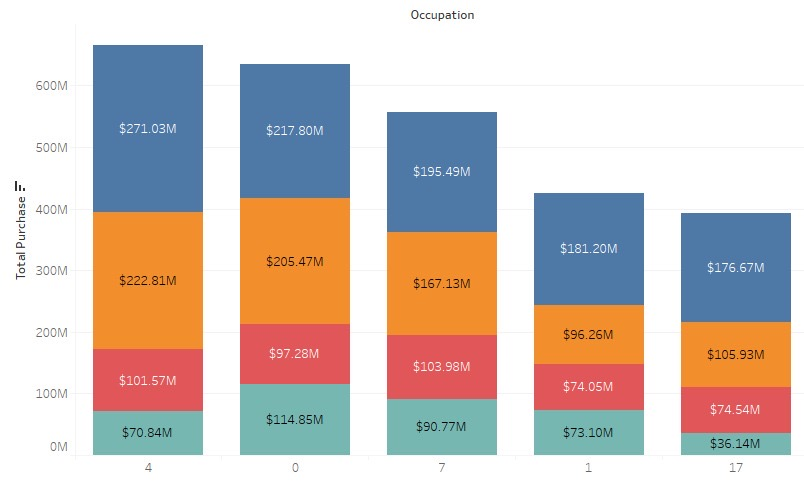 Occupation
600M
500M
400M
300M
200M
100M
0M
Total Purchase
$271.03M
$222.81M
$101.57M
$70.84M
$217.80M
$205.47M
$97.28M
$114.85M
$195.49M
$167.13M
$103.98M
$90.77M
$181.20M
$96.26M
$74.05M
$73.10M
$176.67M
$105.93M
$74.54M
$36.14M
4 0 7 1 17